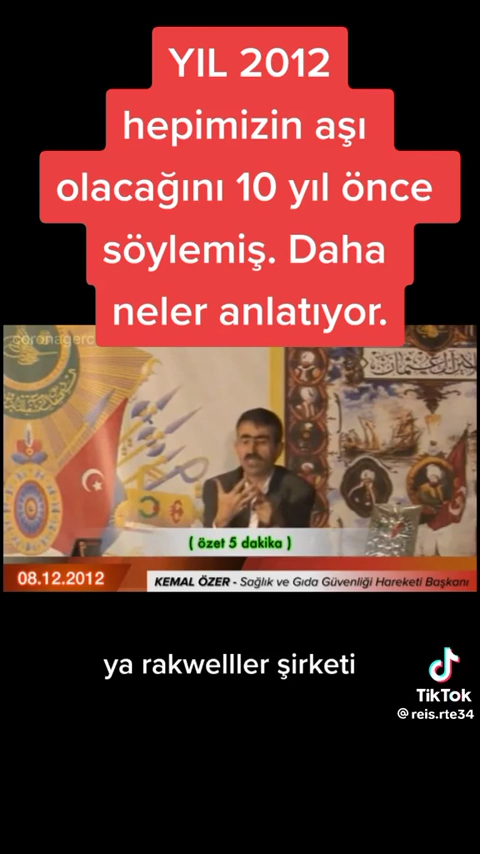 YIL 2012
hepimizin aşı
olacağını 10 yıl önce
söylemiş. Daha
neler anlatıyor.
( özet 5 dakika )
08.12.2012
KEMAL ÖZER - Sağlık ve Gıda Güvenliği Hareketi Başkanı
ya rakwelller şirketi
TikTok
@reis.rte34